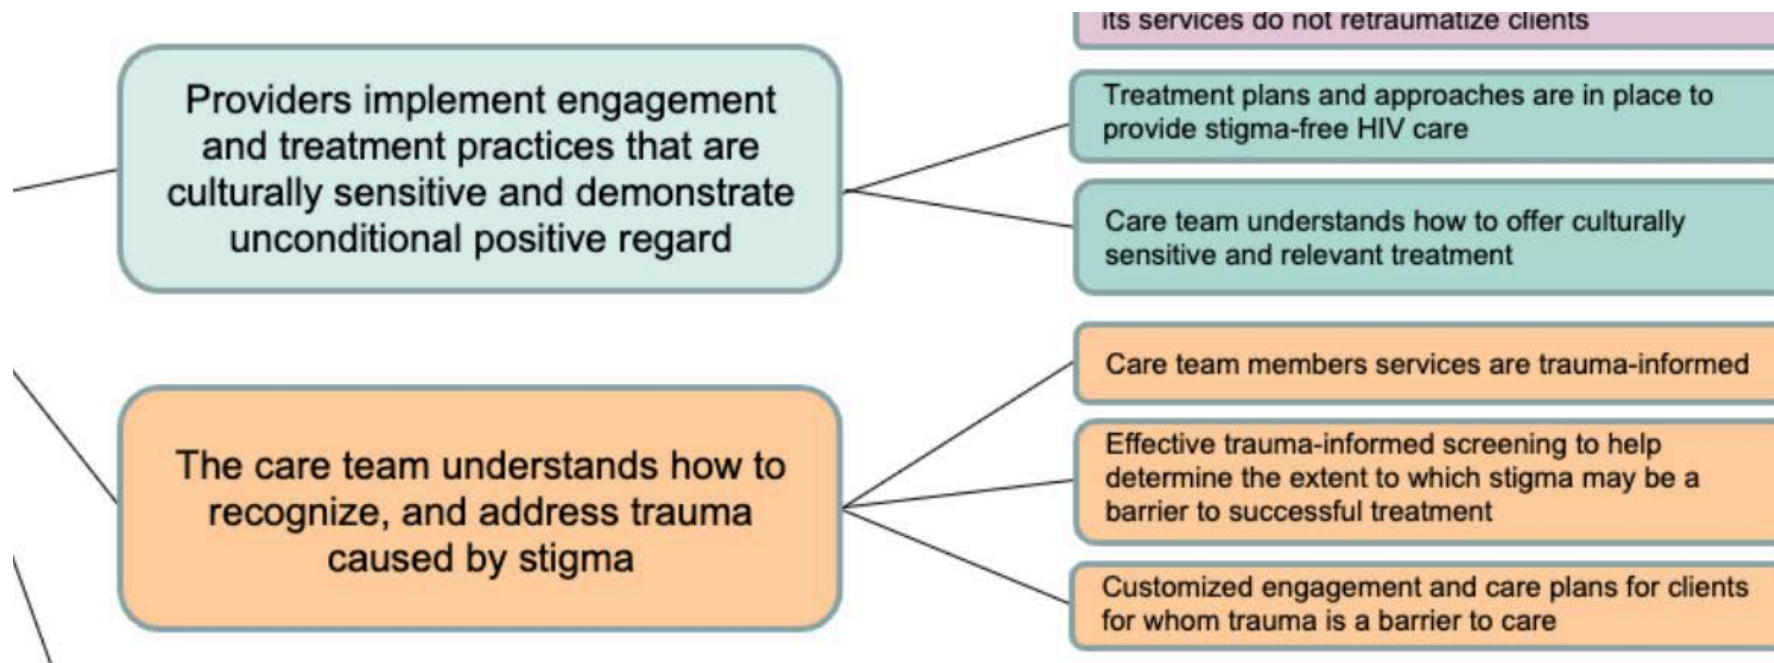 its services do not retraumatize clients
Providers implement engagement
and treatment practices that are
culturally sensitive and demonstrate
unconditional positive regard
Treatment plans and approaches are in place to
provide stigma-free HIV care
Care team understands how to offer culturally
sensitive and relevant treatment
The care team understands how to
recognize, and address trauma
caused by stigma
Care team members services are trauma-informed
Effective trauma-informed screening to help
determine the extent to which stigma may be a
barrier to successful treatment
Customized engagement and care plans for clients
for whom trauma is a barrier to care